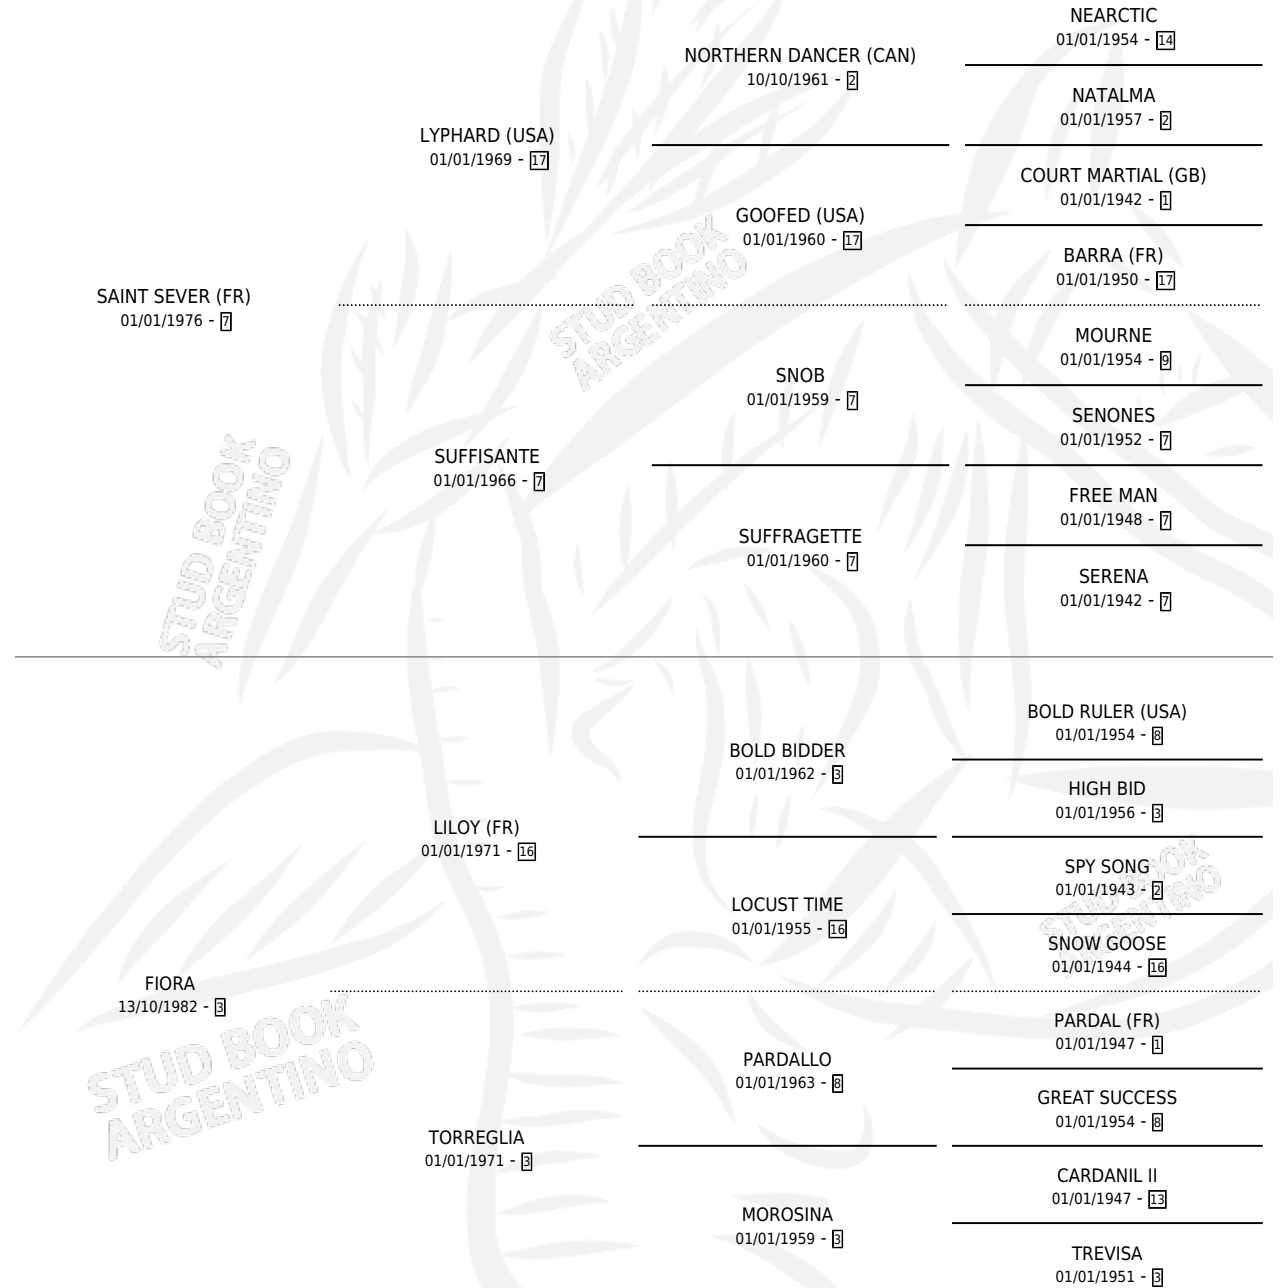 NEARCTIC
01/01/1954 - 14
NORTHERN DANCER (CAN)
10/10/1961 - 2
NATALMA
01/01/1957 - 2
LYPHARD (USA)
01/01/1969 - 17
COURT MARTIAL (GB)
01/01/1942 - 1
GOOFED (USA)
01/01/1960 - 17
BARRA (FR)
01/01/1950 - 17
SAINT SEVER (FR)
01/01/1976 - 7
MOURNE
01/01/1954 - 9
SNOB
01/01/1959 - 7
SENONES
01/01/1952 - 7
SUFFISANTE
01/01/1966 - 7
FREE MAN
01/01/1948 - 7
SUFFRAGETTE
01/01/1960 - 7
SERENA
01/01/1942 - 7
BOLD RULER (USA)
01/01/1954 - 8
BOLD BIDDER
01/01/1962 - 3
HIGH BID
01/01/1956 - 3
LILOY (FR)
01/01/1971 - 16
SPY SONG
01/01/1943 - 2
LOCUST TIME
01/01/1955 - 16
SNOW GOOSE
01/01/1944 - 16
FIORA
13/10/1982 - 3
PARDAL (FR)
01/01/1947 - 1
PARDALLO
01/01/1963 - 8
GREAT SUCCESS
01/01/1954 - 8
TORREGLIA
01/01/1971 - 3
CARDANIL II
01/01/1947 - 13
MOROSINA
01/01/1959 - 3
TREVISA
01/01/1951 - 3
STUD BOOK
ARGENTINO
STUD BOOK
ARGENTINO
STUD BOOK
ARGENTINO
STUD BOOK
ARGENTINO